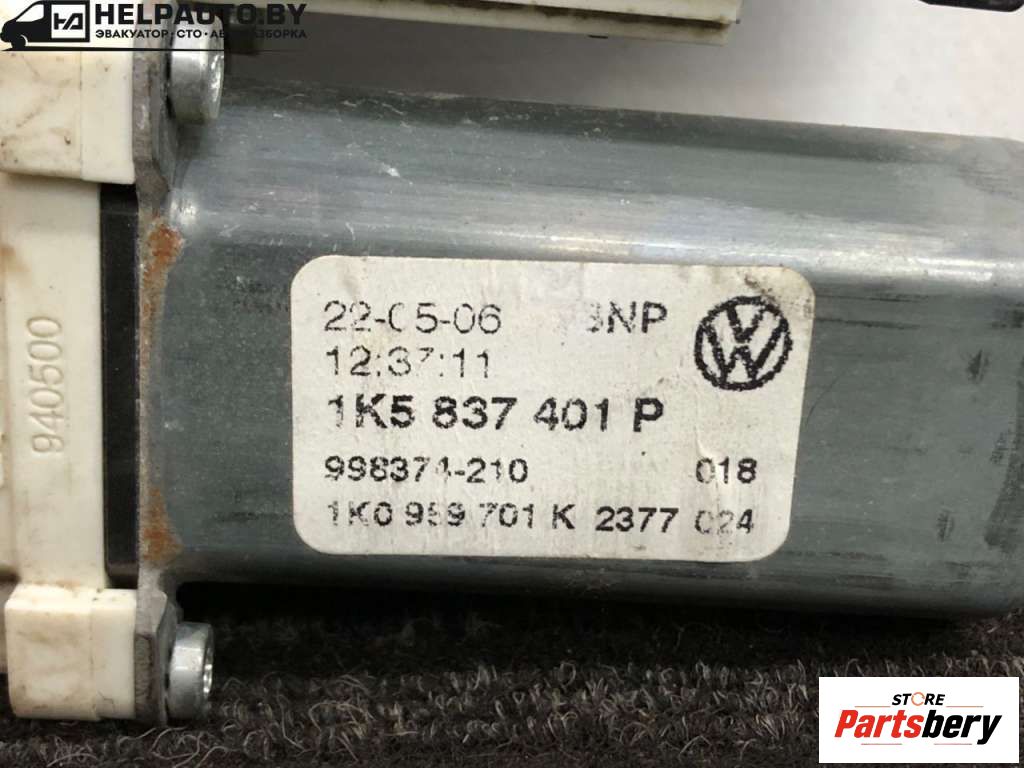 HELPAUTO.BY
ЭВАКУАТОР • СТО • АВТОРАЗБОРКА
940500
22-05-06
12:37:11
1K5 837 401 P
998374-210 018
1K0 959 701 K 2377 024
STORE
Partsbery